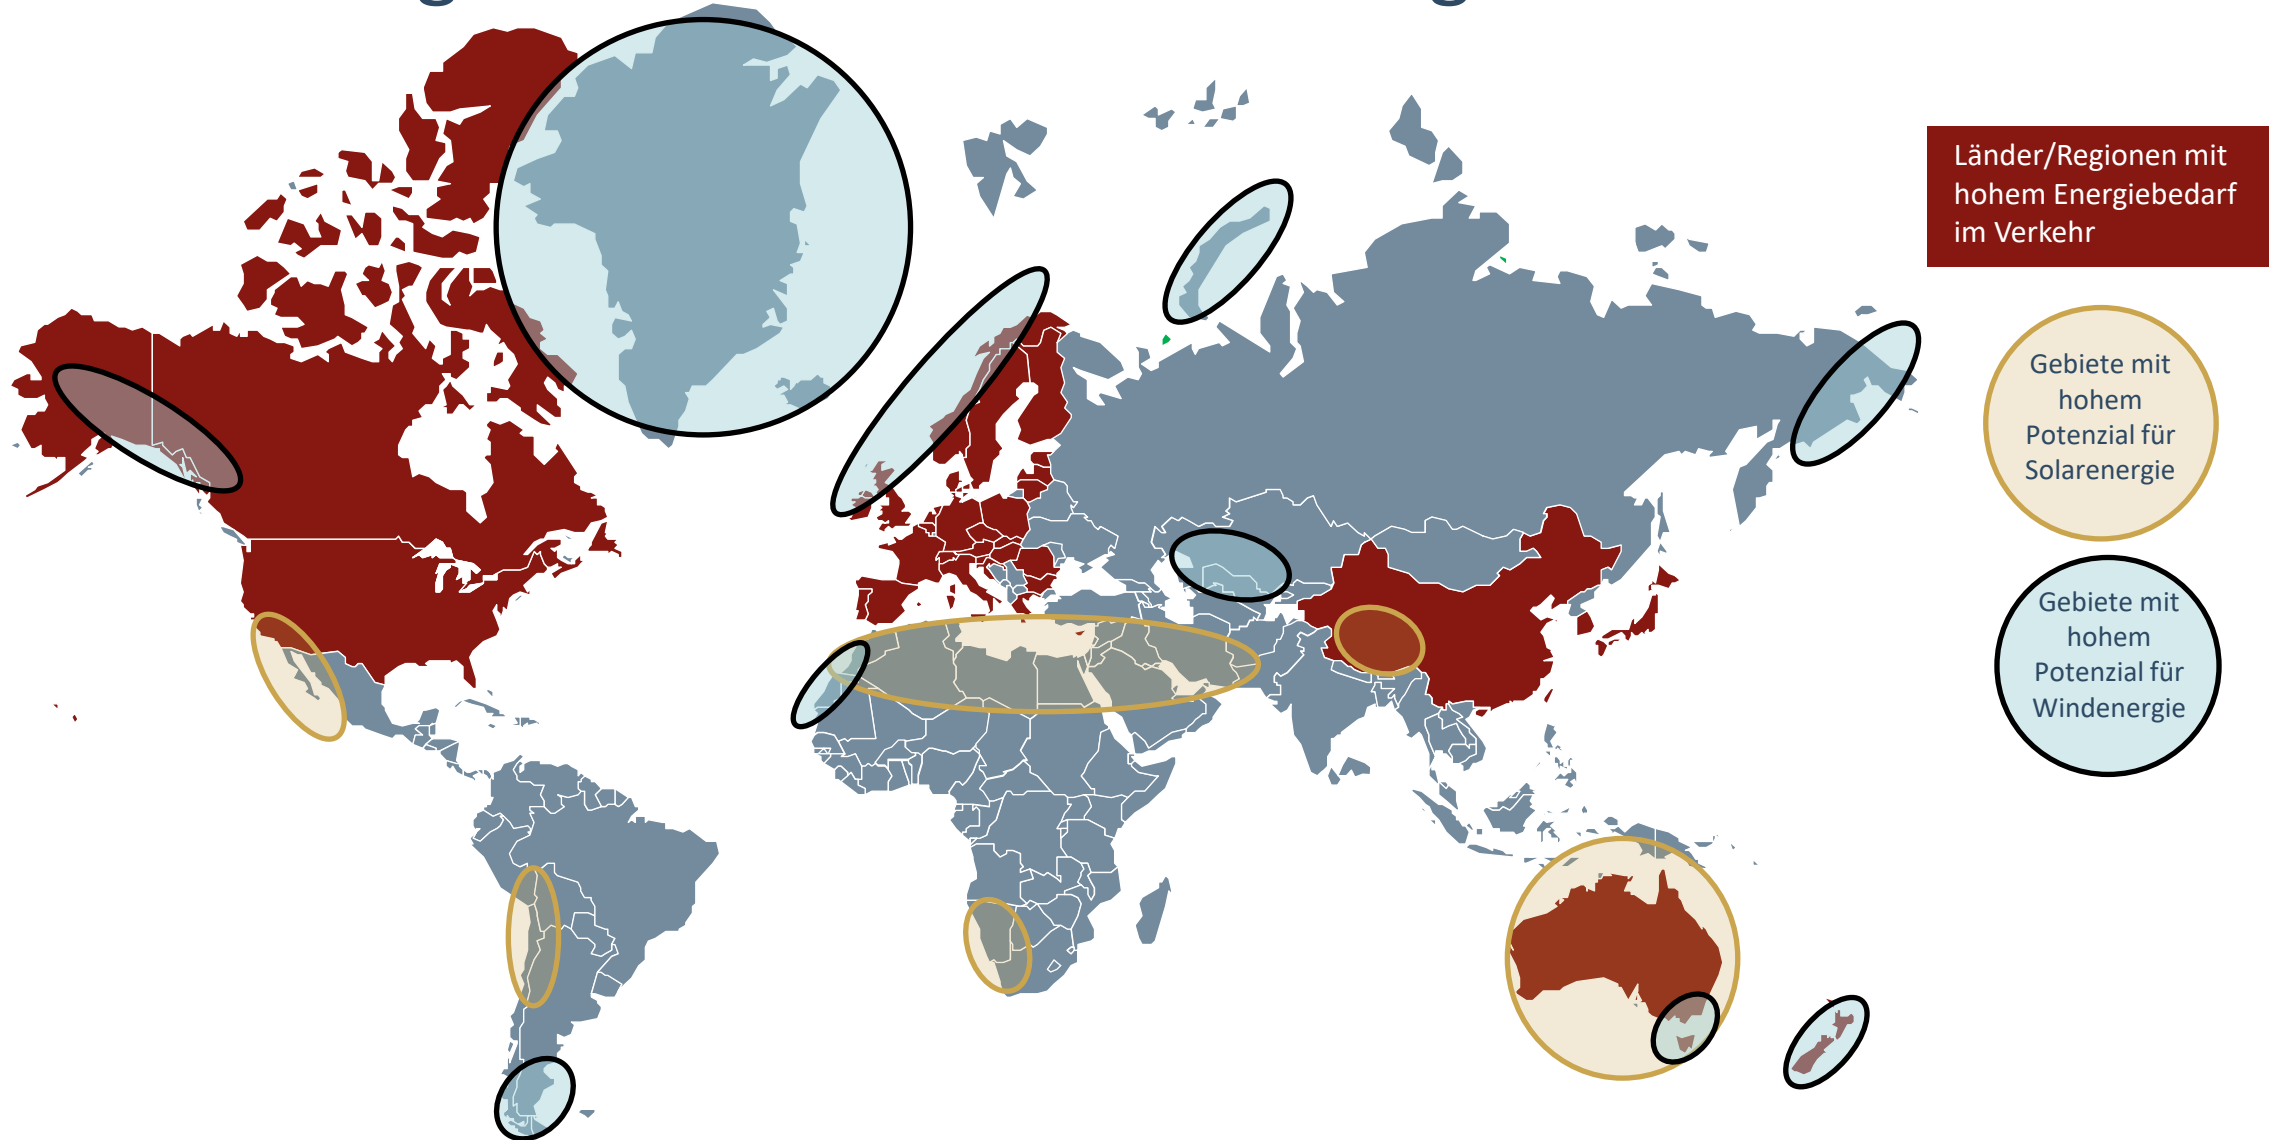 Länder/Regionen mit
hohem Energiebedarf
im Verkehr
Gebiete mit
hohem
Potenzial für
Solarenergie
Gebiete mit
hohem
Potenzial für
Windenergie